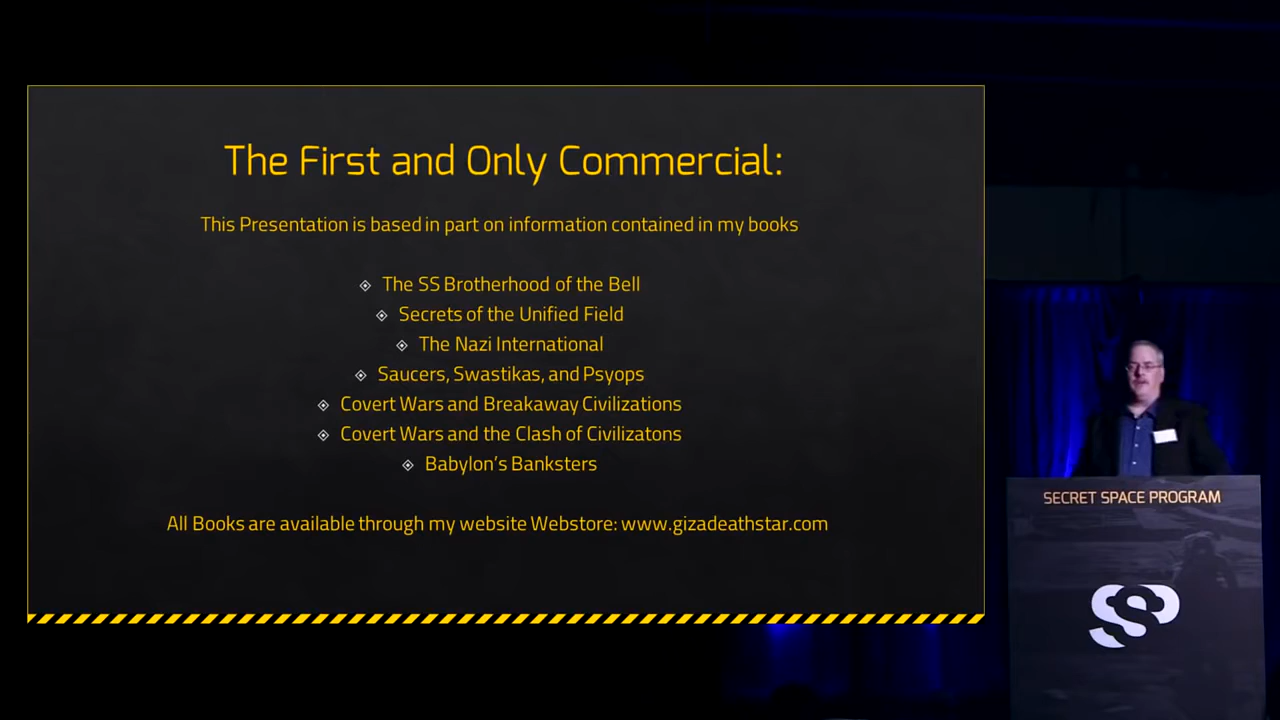 The First and Only Commercial:
This Presentation is based in part on information contained in my books
The SS Brotherhood of the Bell
Secrets of the Unified Field
The Nazi International
Saucers, Swastikas, and Psyops
Covert Wars and Breakaway Civilizations
Covert Wars and the Clash of Civilizatons
Babylon's Banksters
All Books are available through my website Webstore: www.gizadeathstar.com
SECRET SPACE PROGRAM
SSP